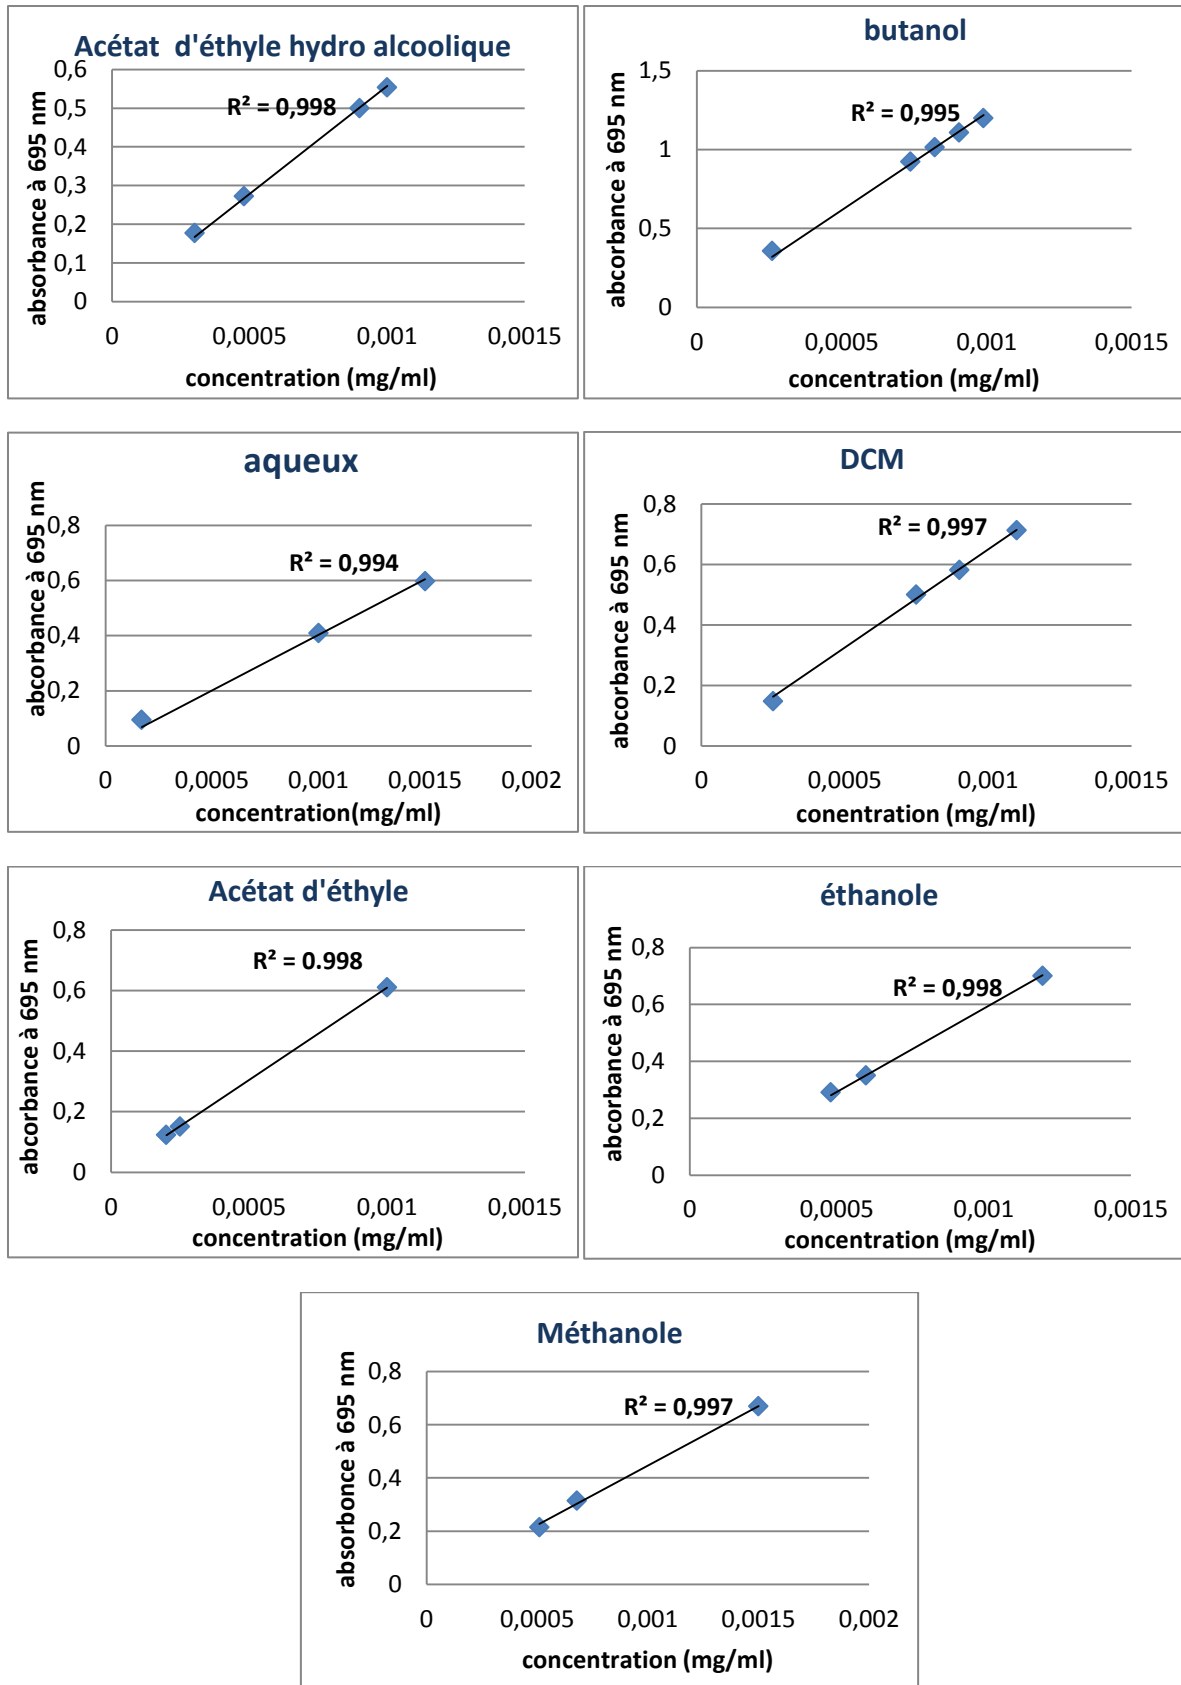 Acétat d'éthyle hydro alcoolique
absorbance à 695 nm
0,6
0,5
0,4
0,3
0,2
0,1
0
R² = 0,998
0 0,0005 0,001 0,0015
concentration (mg/ml)
butanol
abcorbance à 695 nm
1,5
1
0,5
0
R² = 0,995
0 0,0005 0,001 0,0015
concentration (mg/ml)
aqueux
abcorbance à 695 nm
0,8
0,6
0,4
0,2
0
R² = 0,994
0 0,0005 0,001 0,0015 0,002
concentration(mg/ml)
DCM
abcorbance à 695 nm
0,8
0,6
0,4
0,2
0
R² = 0,997
0 0,0005 0,001 0,0015
conentration (mg/ml)
Acétat d'éthyle
abcorbance à 695 nm
0,8
0,6
0,4
0,2
0
R² = 0.998
0 0,0005 0,001 0,0015
concentration (mg/ml)
éthanole
abcorbance à 695 nm
0,8
0,6
0,4
0,2
0
R² = 0,998
0 0,0005 0,001 0,0015
concentration (mg/ml)
Méthanole
absorbonce à 695 nm
0,8
0,6
0,4
0,2
0
R² = 0,997
0 0,0005 0,001 0,0015 0,002
concentration (mg/ml)